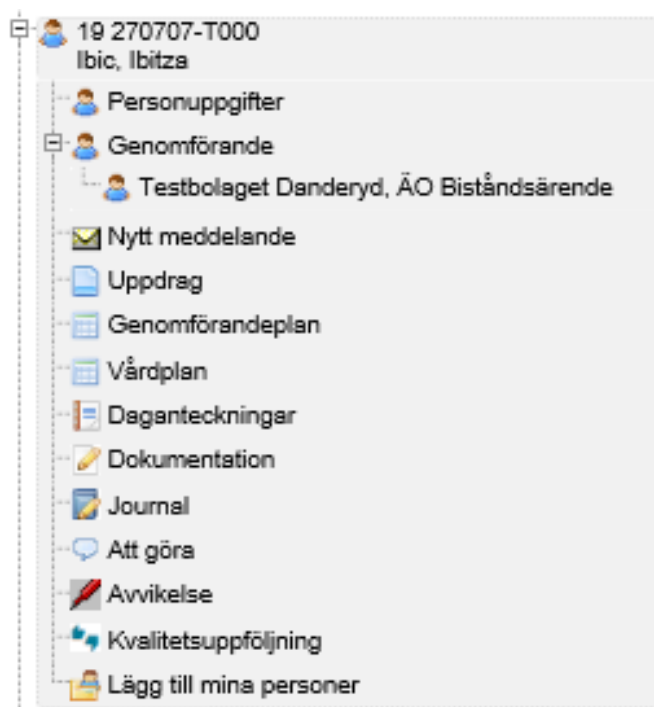 19 270707-T000
Ibic, Ibitza
Personuppgifter
Genomförande
Testbolaget Danderyd, ÄO Biståndsärende
Nytt meddelande
Uppdrag
Genomförandeplan
Vårdplan
Daganteckningar
Dokumentation
Journal
Att göra
Avvikelse
Kvalitetsuppföljning
Lägg till mina personer